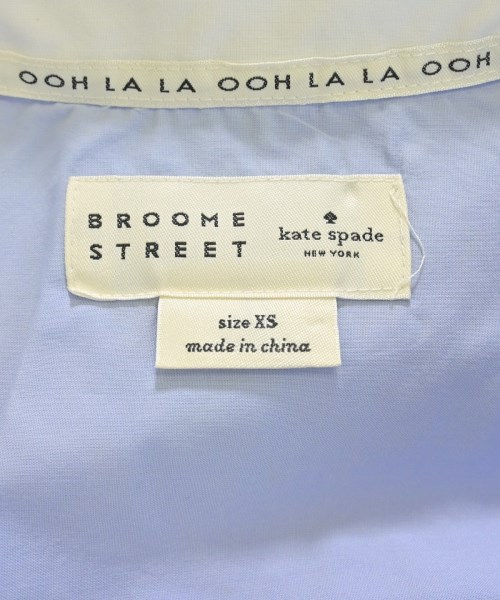 OOH LA LA OOH LA LA OOH
BROOME
STREET
kate spade
NEW YORK
size XS
made in china